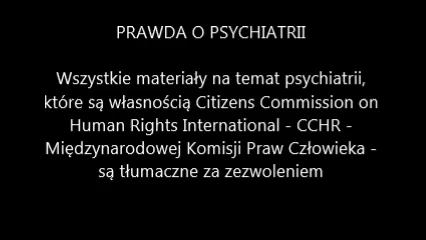 PRAWDA O PSYCHIATRII
Wszystkie materiały na temat psychiatrii,
które są własnością Citizens Commission on
Human Rights International - CCHR -
Międzynarodowej Komisji Praw Człowieka -
są tłumaczne za zezwoleniem